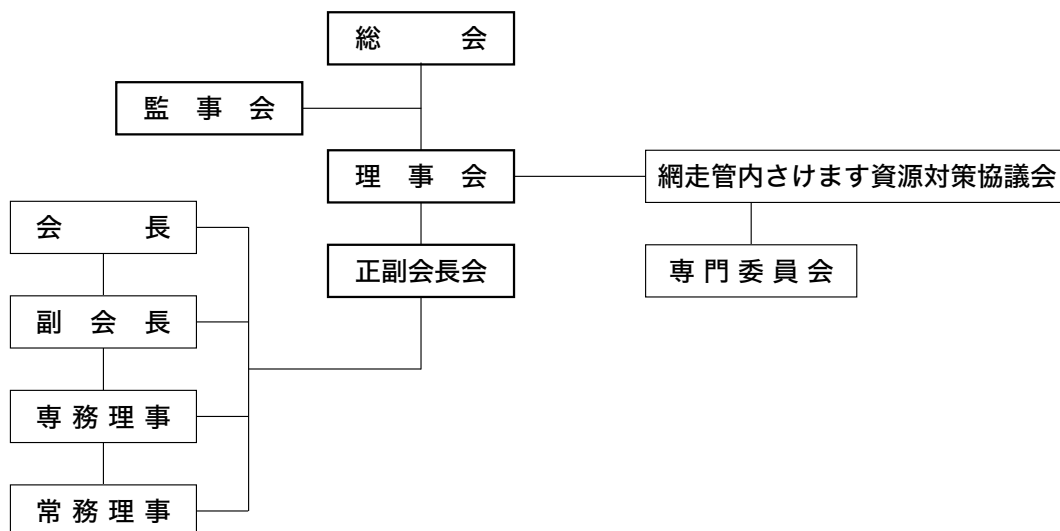 総会
監事会
理事会
網走管内さけます資源対策協議会
会長
正副会長会
専門委員会
副会長
専務理事
常務理事